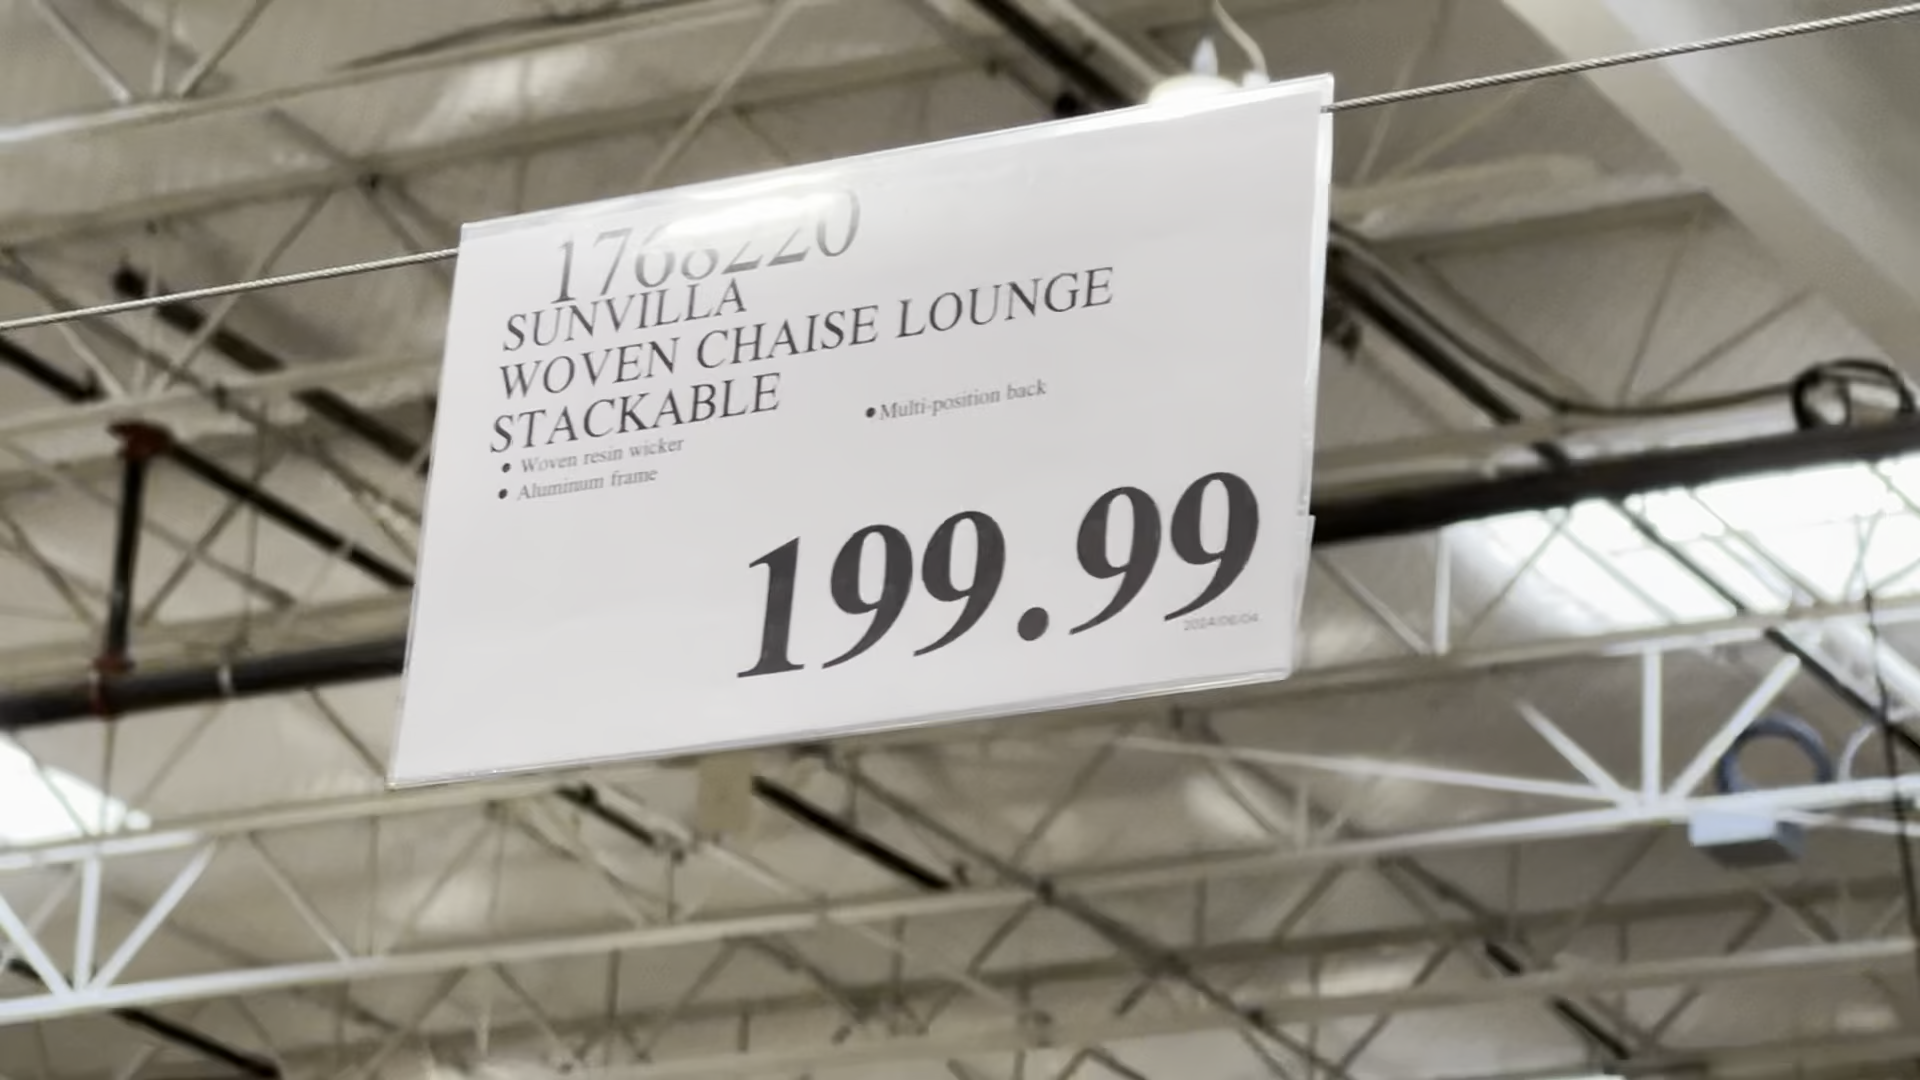 1768220
SUNVILLA
WOVEN CHAISE LOUNGE
STACKABLE
● Multi-position back
● Woven resin wicker
● Aluminum frame
199.99
2024/06/04